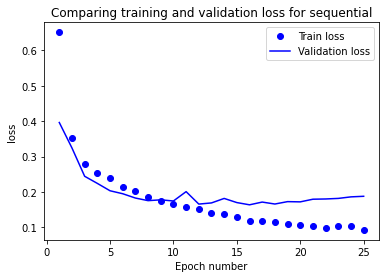 Comparing training and validation loss for sequential
Train loss
Validation loss
loss
0.6
0.5
0.4
0.3
0.2
0.1
0
5
10
15
20
25
Epoch number